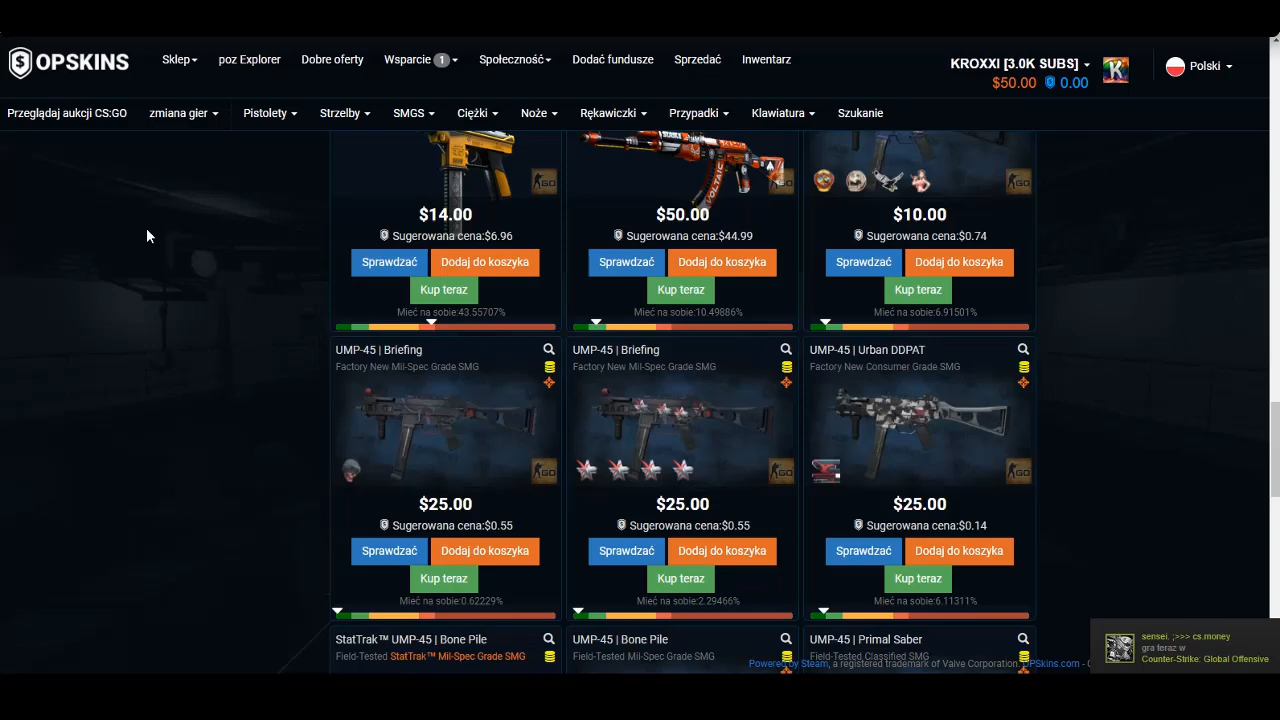 OPSKINS
Sklep
poz Explorer
Dobre oferty
Wsparcie 1
Społeczność
Dodać fundusze
Sprzedać
Inwentarz
KROXXI [3.0K SUBS]
$50.00 0.00
Polski
Przeglądaj aukcji CS:GO
zmiana gier
Pistolety
Strzelby
SMGS
Ciężki
Noże
Rękawiczki
Przypadki
Klawiatura
Szukanie
$14.00
Sugerowana cena:$6.96
Sprawdzać
Dodaj do koszyka
Kup teraz
Mieć na sobie:43.55707%
VOLTAIC
$50.00
Sugerowana cena:$44.99
Sprawdzać
Dodaj do koszyka
Kup teraz
Mieć na sobie:10.49886%
$10.00
Sugerowana cena:$0.74
Sprawdzać
Dodaj do koszyka
Kup teraz
Mieć na sobie:6.91501%
UMP-45 | Briefing
Factory New Mil-Spec Grade SMG
$25.00
Sugerowana cena:$0.55
Sprawdzać
Dodaj do koszyka
Kup teraz
Mieć na sobie:0.62229%
UMP-45 | Briefing
Factory New Mil-Spec Grade SMG
$25.00
Sugerowana cena:$0.55
Sprawdzać
Dodaj do koszyka
Kup teraz
Mieć na sobie:2.29466%
UMP-45 | Urban DDPAT
Factory New Consumer Grade SMG
$25.00
Sugerowana cena:$0.14
Sprawdzać
Dodaj do koszyka
Kup teraz
Mieć na sobie:6.11311%
StatTrak™ UMP-45 | Bone Pile
Field-Tested StatTrak™ Mil-Spec Grade SMG
UMP-45 | Bone Pile
Field-Tested Mil-Spec Grade SMG
UMP-45 | Primal Saber
Field-Tested Classified SMG
Powered by Steam, a registered trademark of Valve Corporation. OPSkins.com - 
sensei. ;>>> cs.money
gra teraz w
Counter-Strike: Global Offensive